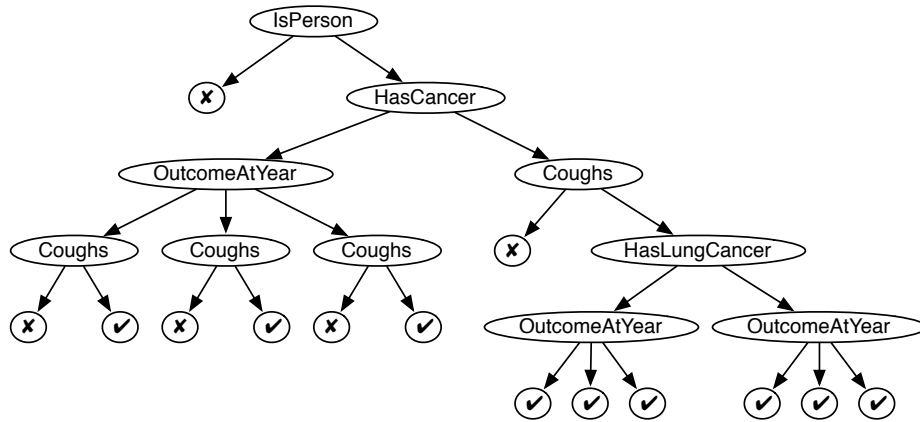 IsPerson
✘ HasCancer
OutcomeAtYear Coughs
Coughs Coughs Coughs ✘ HasLungCancer
✘ ✔ ✘ ✔ ✘ ✔ OutcomeAtYear OutcomeAtYear
✔ ✔ ✔ ✔ ✔ ✔